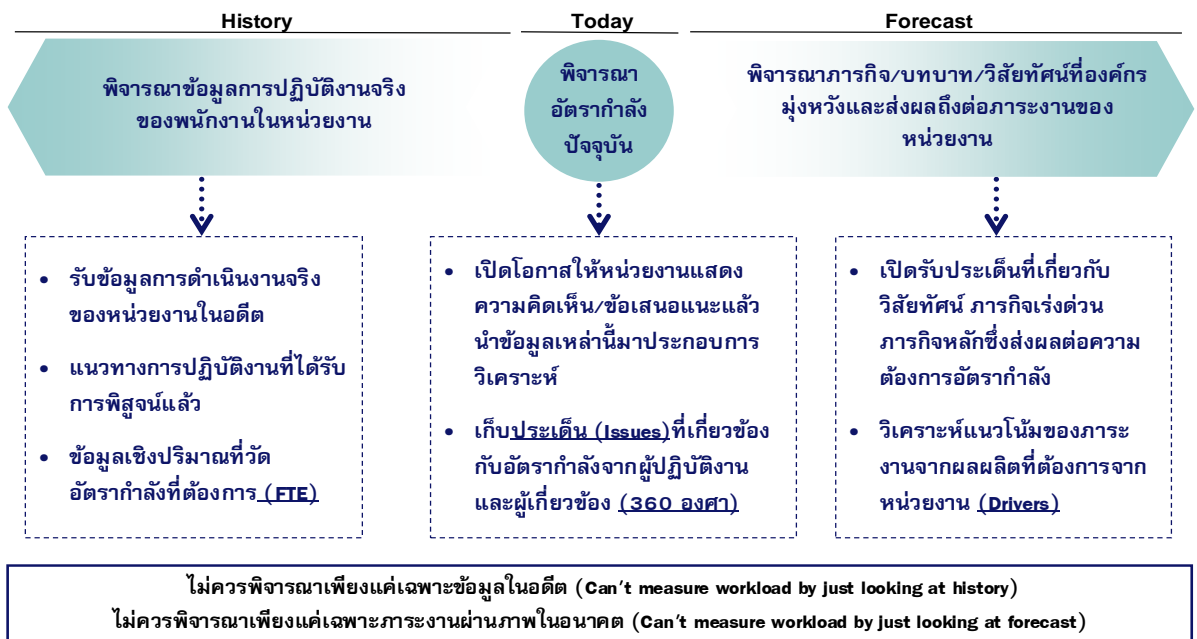 History
Today
Forecast
พิจารณาข้อมูลการปฏิบัติงานจริง
ของพนักงานในหน่วยงาน
พิจารณา
อัตรากำลัง
ปัจจุบัน
พิจารณาภารกิจ/บทบาท/วิสัยทัศน์ที่องค์กร
มุ่งหวังและส่งผลถึงต่อภาระงานของ
หน่วยงาน
• รับข้อมูลการดำเนินงานจริง
ของหน่วยงานในอดีต
• แนวทางการปฏิบัติงานที่ได้รับ
การพิสูจน์แล้ว
• ข้อมูลเชิงปริมาณที่วัด
อัตรากำลังที่ต้องการ (FTE)
• เปิดโอกาสให้หน่วยงานแสดง
ความคิดเห็น/ข้อเสนอแนะแล้ว
นำข้อมูลเหล่านี้มาประกอบการ
วิเคราะห์
• เก็บประเด็น (Issues)ที่เกี่ยวข้อง
กับอัตรากำลังจากผู้ปฏิบัติงาน
และผู้เกี่ยวข้อง (360 องศา)
• เปิดรับประเด็นที่เกี่ยวกับ
วิสัยทัศน์ ภารกิจเร่งด่วน
ภารกิจหลักซึ่งส่งผลต่อความ
ต้องการอัตรากำลัง
• วิเคราะห์แนวโน้มของภาระ
งานจากผลผลิตที่ต้องการจาก
หน่วยงาน (Drivers)
ไม่ควรพิจารณาเพียงแค่เฉพาะข้อมูลในอดีต (Can't measure workload by just looking at history)
ไม่ควรพิจารณาเพียงแค่เฉพาะภาระงานผ่านภาพในอนาคต (Can't measure workload by just looking at forecast)